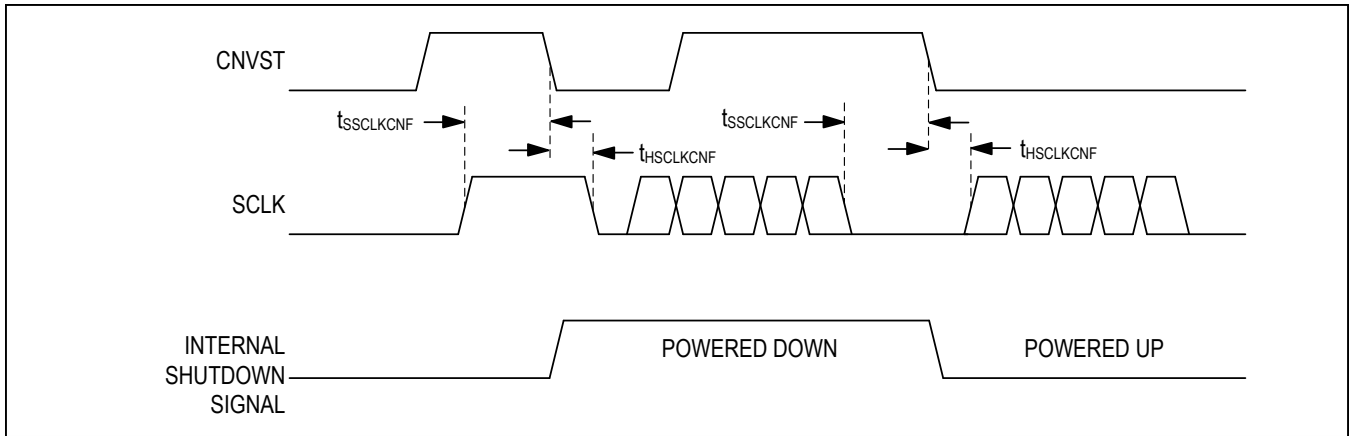 CNVST
tSSCLKCNF
tSSCLKCNF
tHSCLKCNF
tHSCLKCNF
SCLK
INTERNAL
SHUTDOWN
SIGNAL
POWERED DOWN
POWERED UP